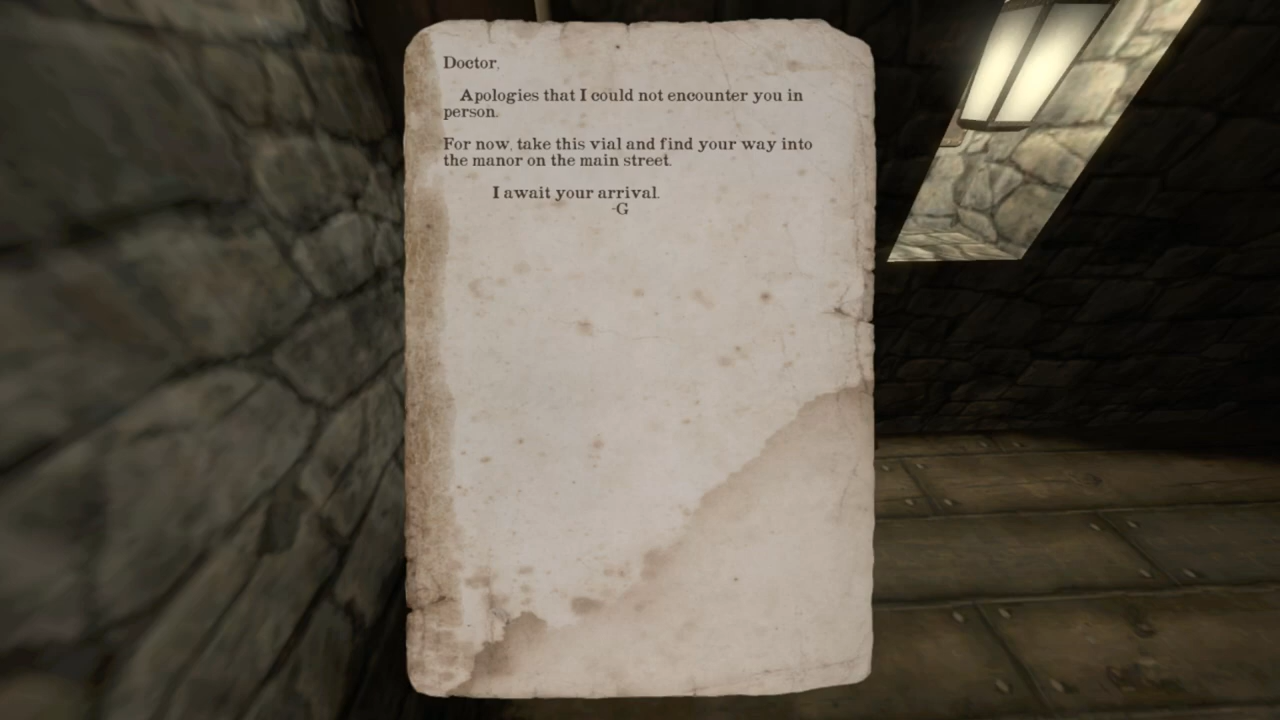 Doctor,
Apologies that I could not encounter you in
person.
For now, take this vial and find your way into
the manor on the main street.
I await your arrival.
-G